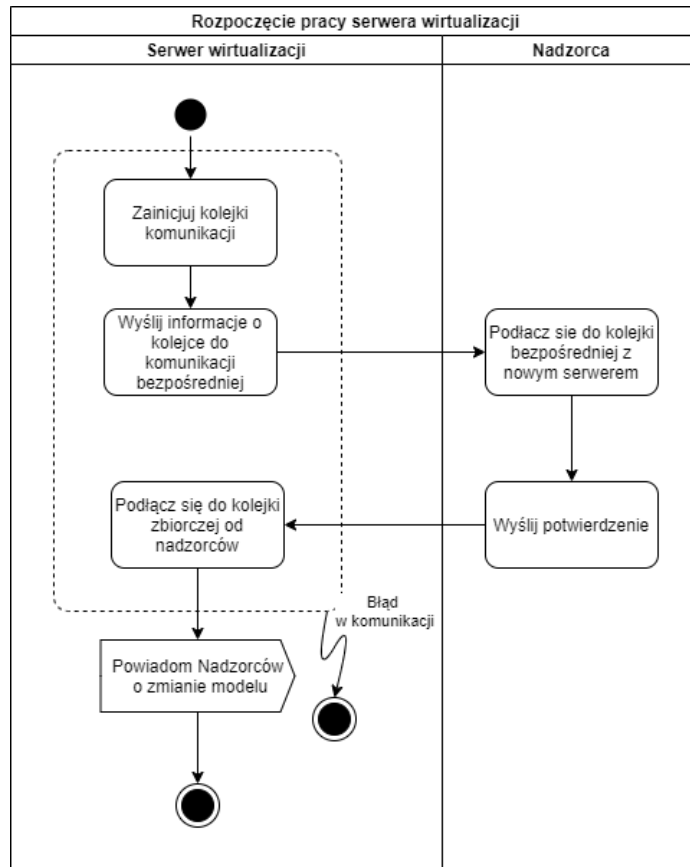 Rozpoczęcie pracy serwera wirtualizacji
Serwer wirtualizacji
Nadzorca
Zainicjuj kolejki
komunikacji
Wyślij informacje o
kolejce do
komunikacji
bezpośredniej
Podłacz sie do kolejki
bezpośredniej z
nowym serwerem
Podłącz się do kolejki
zbiorczej od
nadzorców
Wyślij potwierdzenie
Błąd
w komunikacji
Powiadom Nadzorców
o zmianie modelu